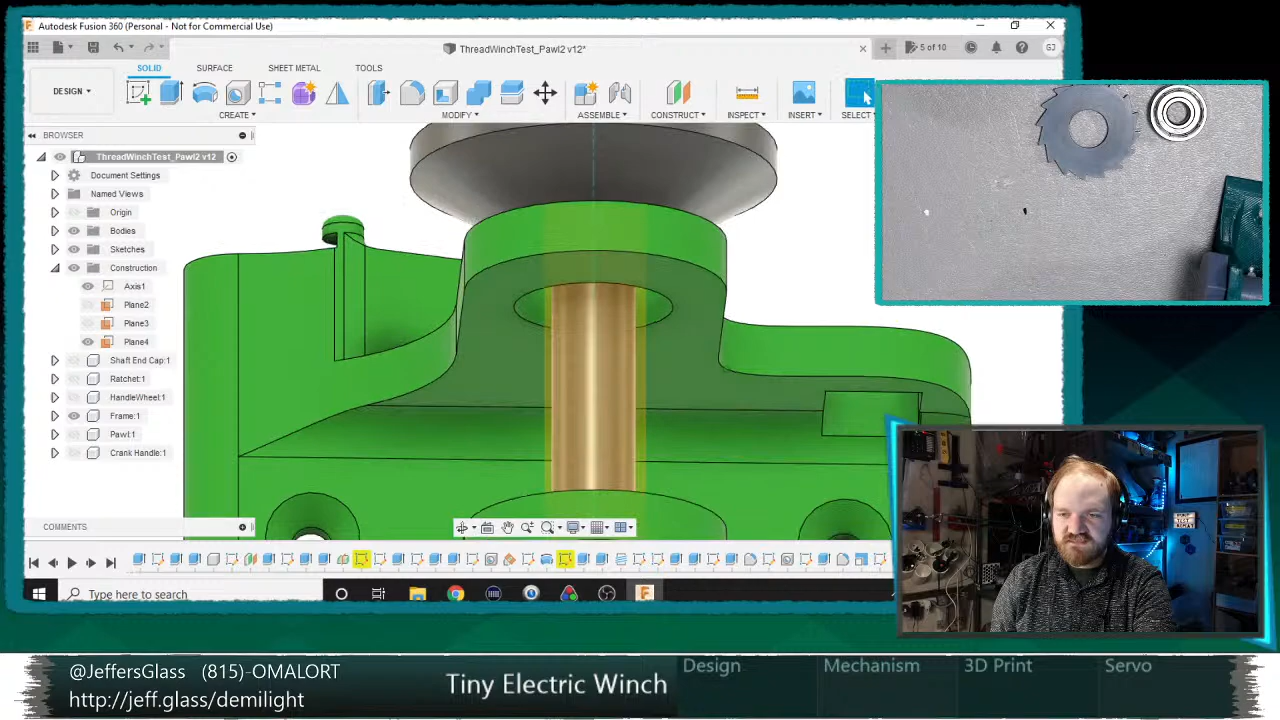 Autodesk Fusion 360 (Personal - Not for Commercial Use)
ThreadWinchTest_Pawl2 v12*
5 of 10
GJ
SOLID
SURFACE
SHEET METAL
TOOLS
DESIGN
CREATE
MODIFY
ASSEMBLE
CONSTRUCT
INSPECT
INSERT
SELECT
BROWSER
ThreadWinchTest_Pawl2 v12
Document Settings
Named Views
Origin
Bodies
Sketches
Construction
Axis1
Plane2
Plane3
Plane4
Shaft End Cap:1
Ratchet:1
HandleWheel:1
Frame:1
Pawl:1
Crank Handle:1
COMMENTS
Type here to search
@JeffersGlass (815)-OMALORT
http://jeff.glass/demilight
Tiny Electric Winch
Design
Mechanism
3D Print
Servo